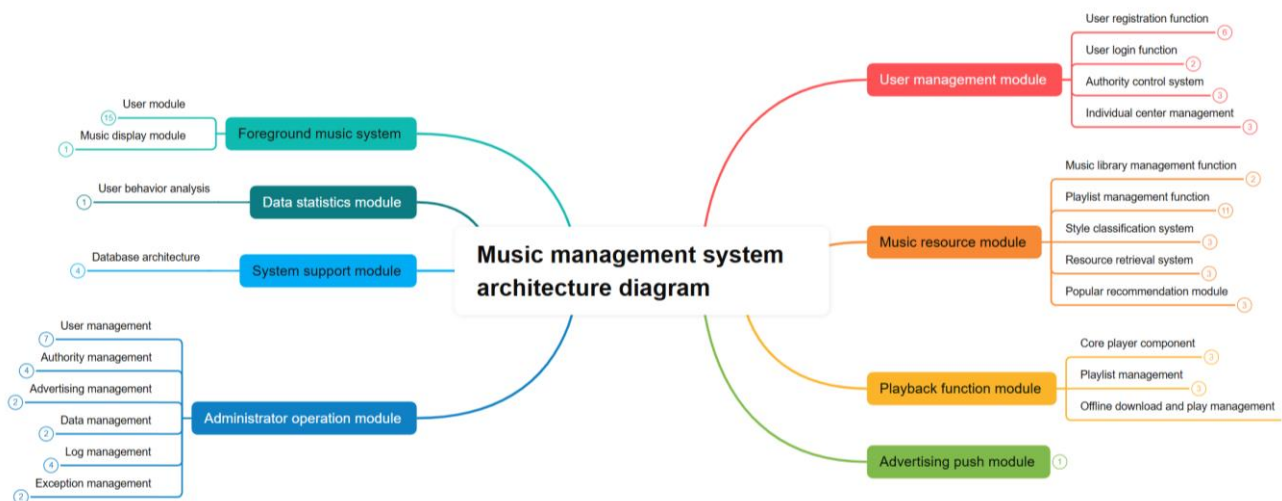 Music management system
architecture diagram
User management module
User registration function
6
User login function
2
Authority control system
3
Individual center management
3
Music resource module
Music library management function
2
Playlist management function
11
Style classification system
3
Resource retrieval system
3
Popular recommendation module
3
Playback function module
Core player component
3
Playlist management
3
Offline download and play management
Advertising push module
1
Foreground music system
User module
15
Music display module
1
Data statistics module
User behavior analysis
1
System support module
Database architecture
4
Administrator operation module
User management
7
Authority management
4
Advertising management
2
Data management
2
Log management
4
Exception management
2